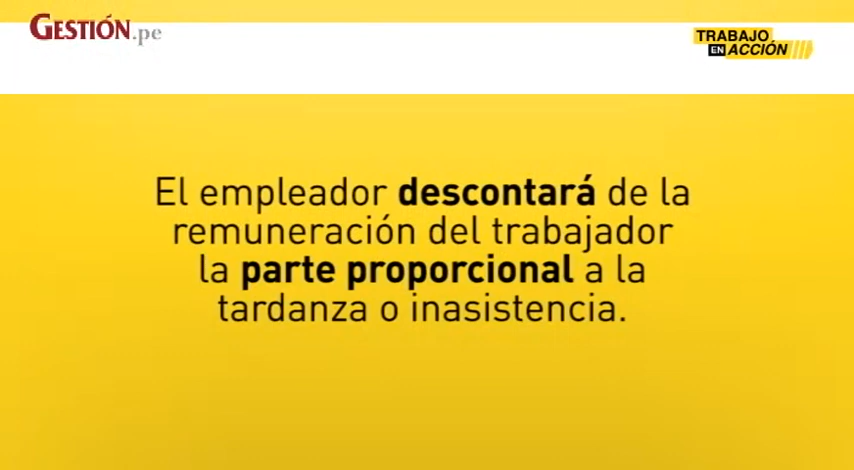 GESTIÓN.pe
TRABAJO
EN ACCIÓN
El empleador descontará de la
remuneración del trabajador
la parte proporcional a la
tardanza o inasistencia.